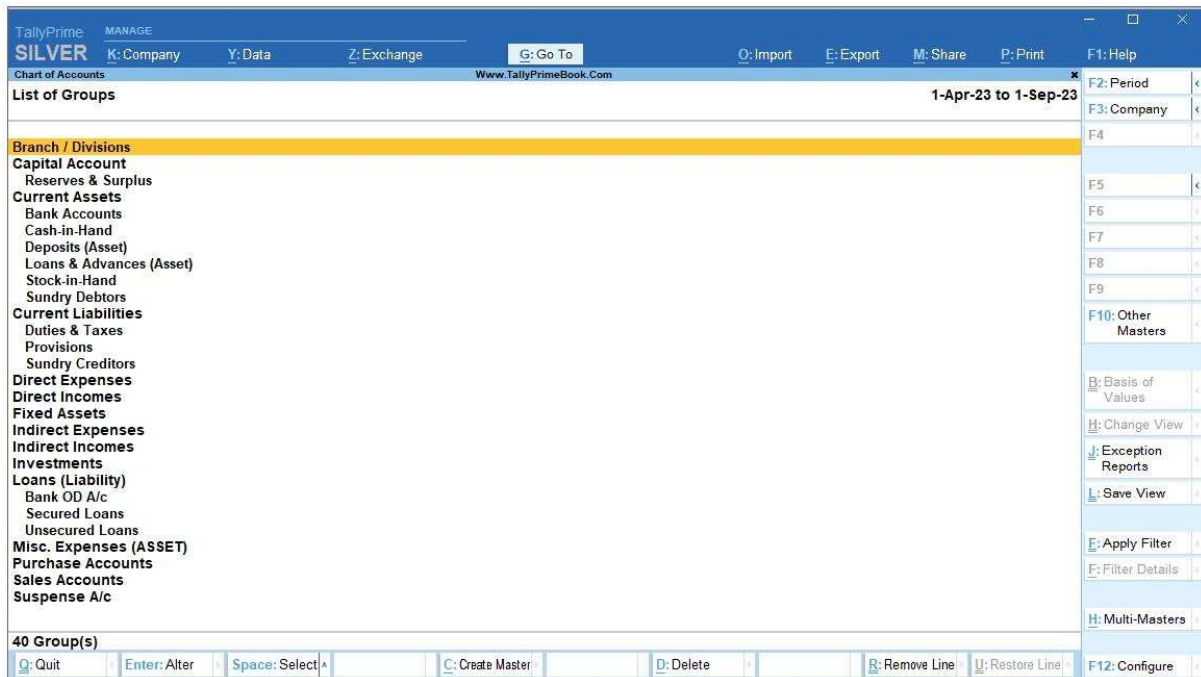 TallyPrime MANAGE
SILVER K: Company Y: Data Z: Exchange G: Go To O: Import E: Export M: Share P: Print F1: Help
Chart of Accounts Www.TallyPrimeBook.Com
List of Groups 1-Apr-23 to 1-Sep-23
Branch / Divisions
Capital Account
Reserves & Surplus
Current Assets
Bank Accounts
Cash-in-Hand
Deposits (Asset)
Loans & Advances (Asset)
Stock-in-Hand
Sundry Debtors
Current Liabilities
Duties & Taxes
Provisions
Sundry Creditors
Direct Expenses
Direct Incomes
Fixed Assets
Indirect Expenses
Indirect Incomes
Investments
Loans (Liability)
Bank OD A/c
Secured Loans
Unsecured Loans
Misc. Expenses (ASSET)
Purchase Accounts
Sales Accounts
Suspense A/c
40 Group(s)
F2: Period
F3: Company
F4
F5
F6
F7
F8
F9
F10: Other
Masters
B: Basis of
Values
H: Change View
J: Exception
Reports
L: Save View
F: Apply Filter
F: Filter Details
H: Multi-Masters
Q: Quit Enter: Alter Space: Select C: Create Master D: Delete R: Remove Line U: Restore Line F12: Configure